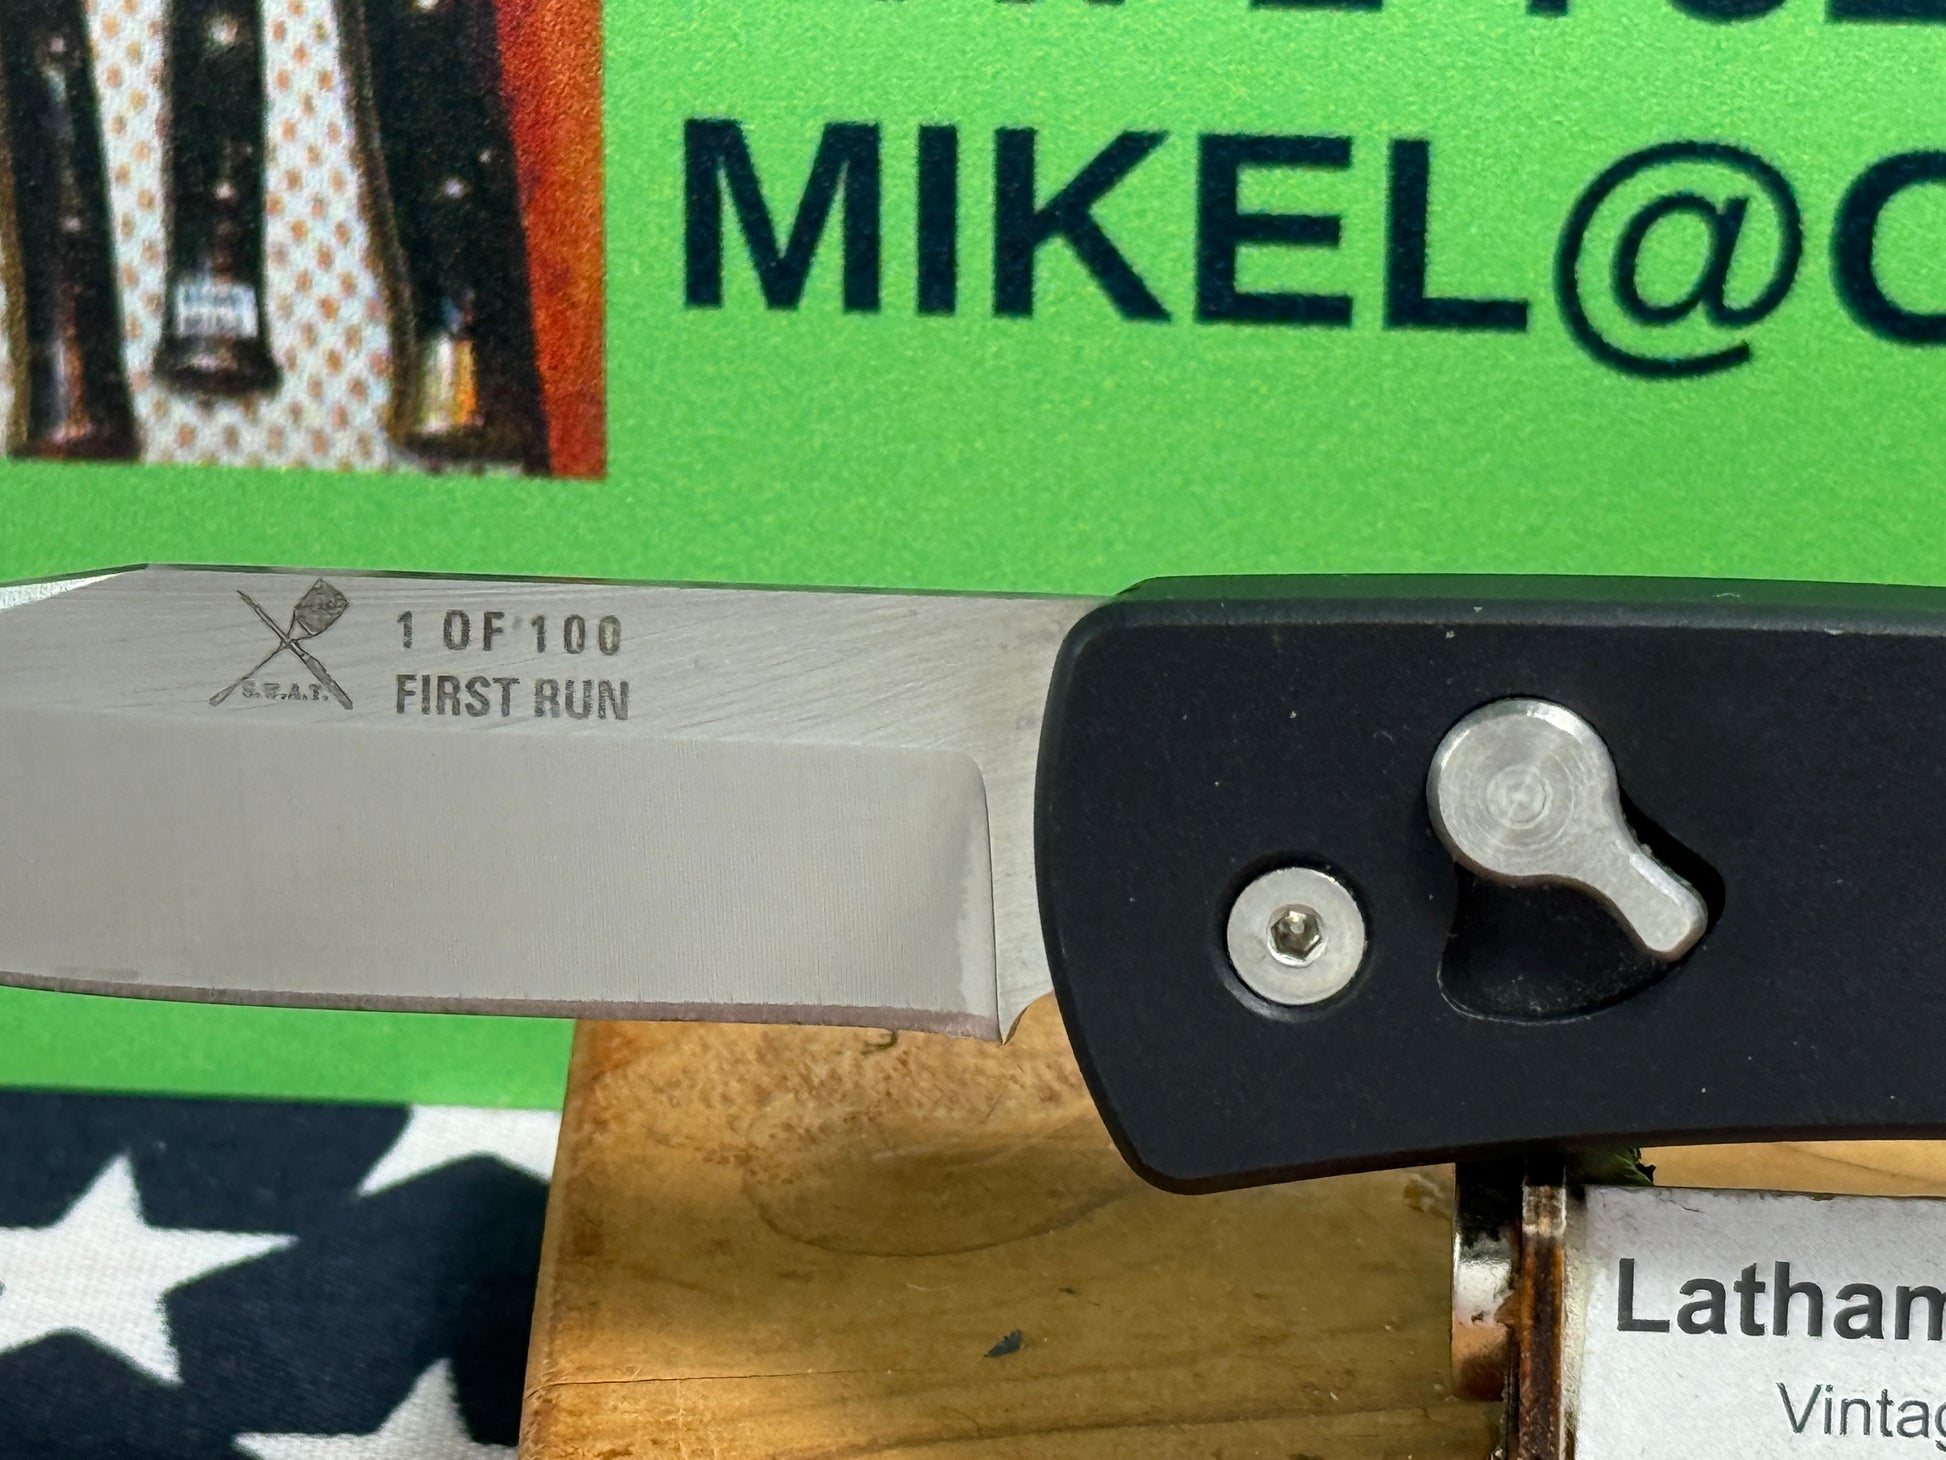 MIKEL@
1 OF 100
FIRST RUN
Latham
Vintag